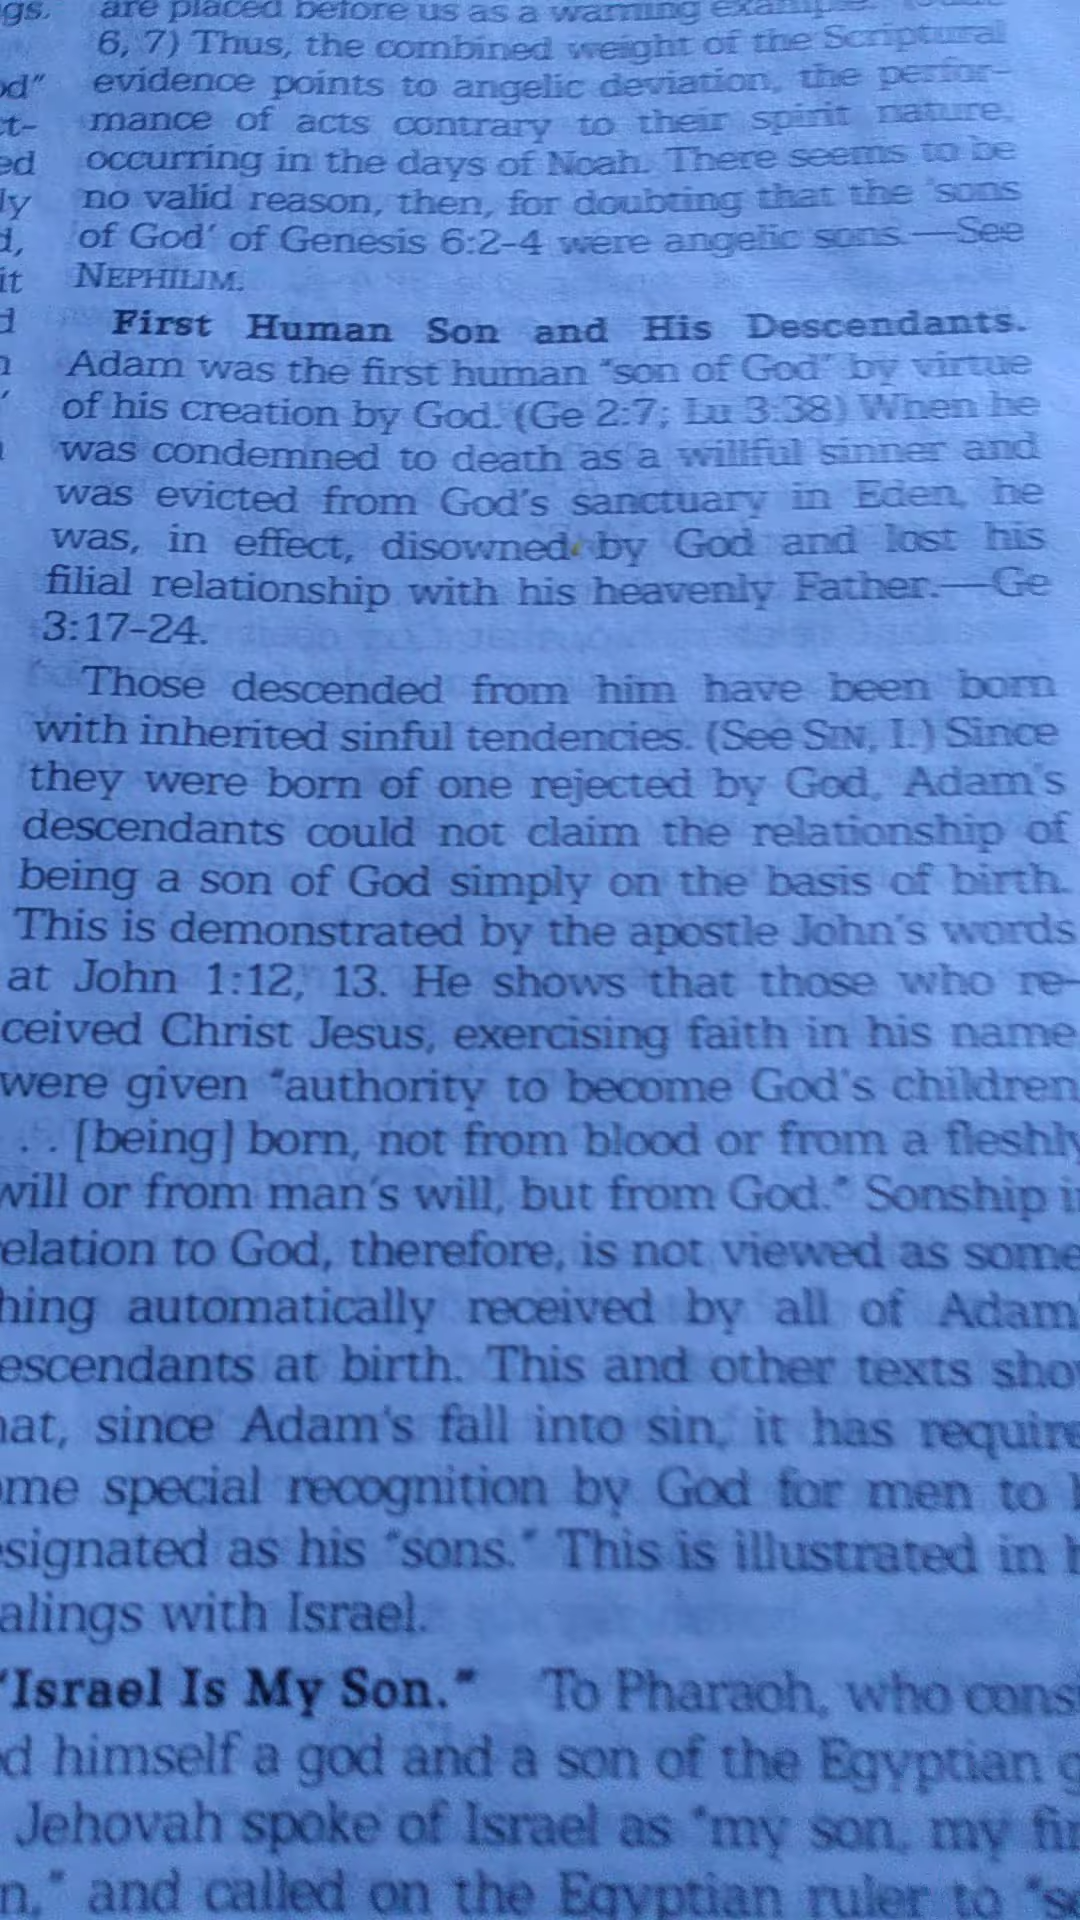 gs.
are placed before us as a warning
6, 7) Thus, the combined weight of the Scriptural
od" evidence points to angelic deviation, the perfor-
ct- mance of acts contrary to their spirit nature,
ed occurring in the days of Noah. There seems to be
ly no valid reason, then, for doubting that the 'sons
d, of God' of Genesis 6:2-4 were angelic sons.—See
it NEPHILIM.
d First Human Son and His Descendants.
Adam was the first human "son of God" by virtue
of his creation by God. (Ge 2:7; Lu 3:38) When he
was condemned to death as a willful sinner and
was evicted from God's sanctuary in Eden, he
was, in effect, disowned by God and lost his
filial relationship with his heavenly Father.—Ge
3:17-24.
Those descended from him have been born
with inherited sinful tendencies. (See SIN, I.) Since
they were born of one rejected by God, Adam's
descendants could not claim the relationship of
being a son of God simply on the basis of birth.
This is demonstrated by the apostle John's words
at John 1:12, 13. He shows that those who re-
ceived Christ Jesus, exercising faith in his name
were given "authority to become God's children
. . [being] born, not from blood or from a fleshly
will or from man's will, but from God." Sonship i
elation to God, therefore, is not viewed as some
hing automatically received by all of Adam'
escendants at birth. This and other texts sho
hat, since Adam's fall into sin, it has require
ome special recognition by God for men to
esignated as his "sons." This is illustrated in h
alings with Israel.
"Israel Is My Son." To Pharaoh, who cons
d himself a god and a son of the Egyptian g
Jehovah spoke of Israel as "my son, my fir
n," and called on the Egyptian ruler to "se